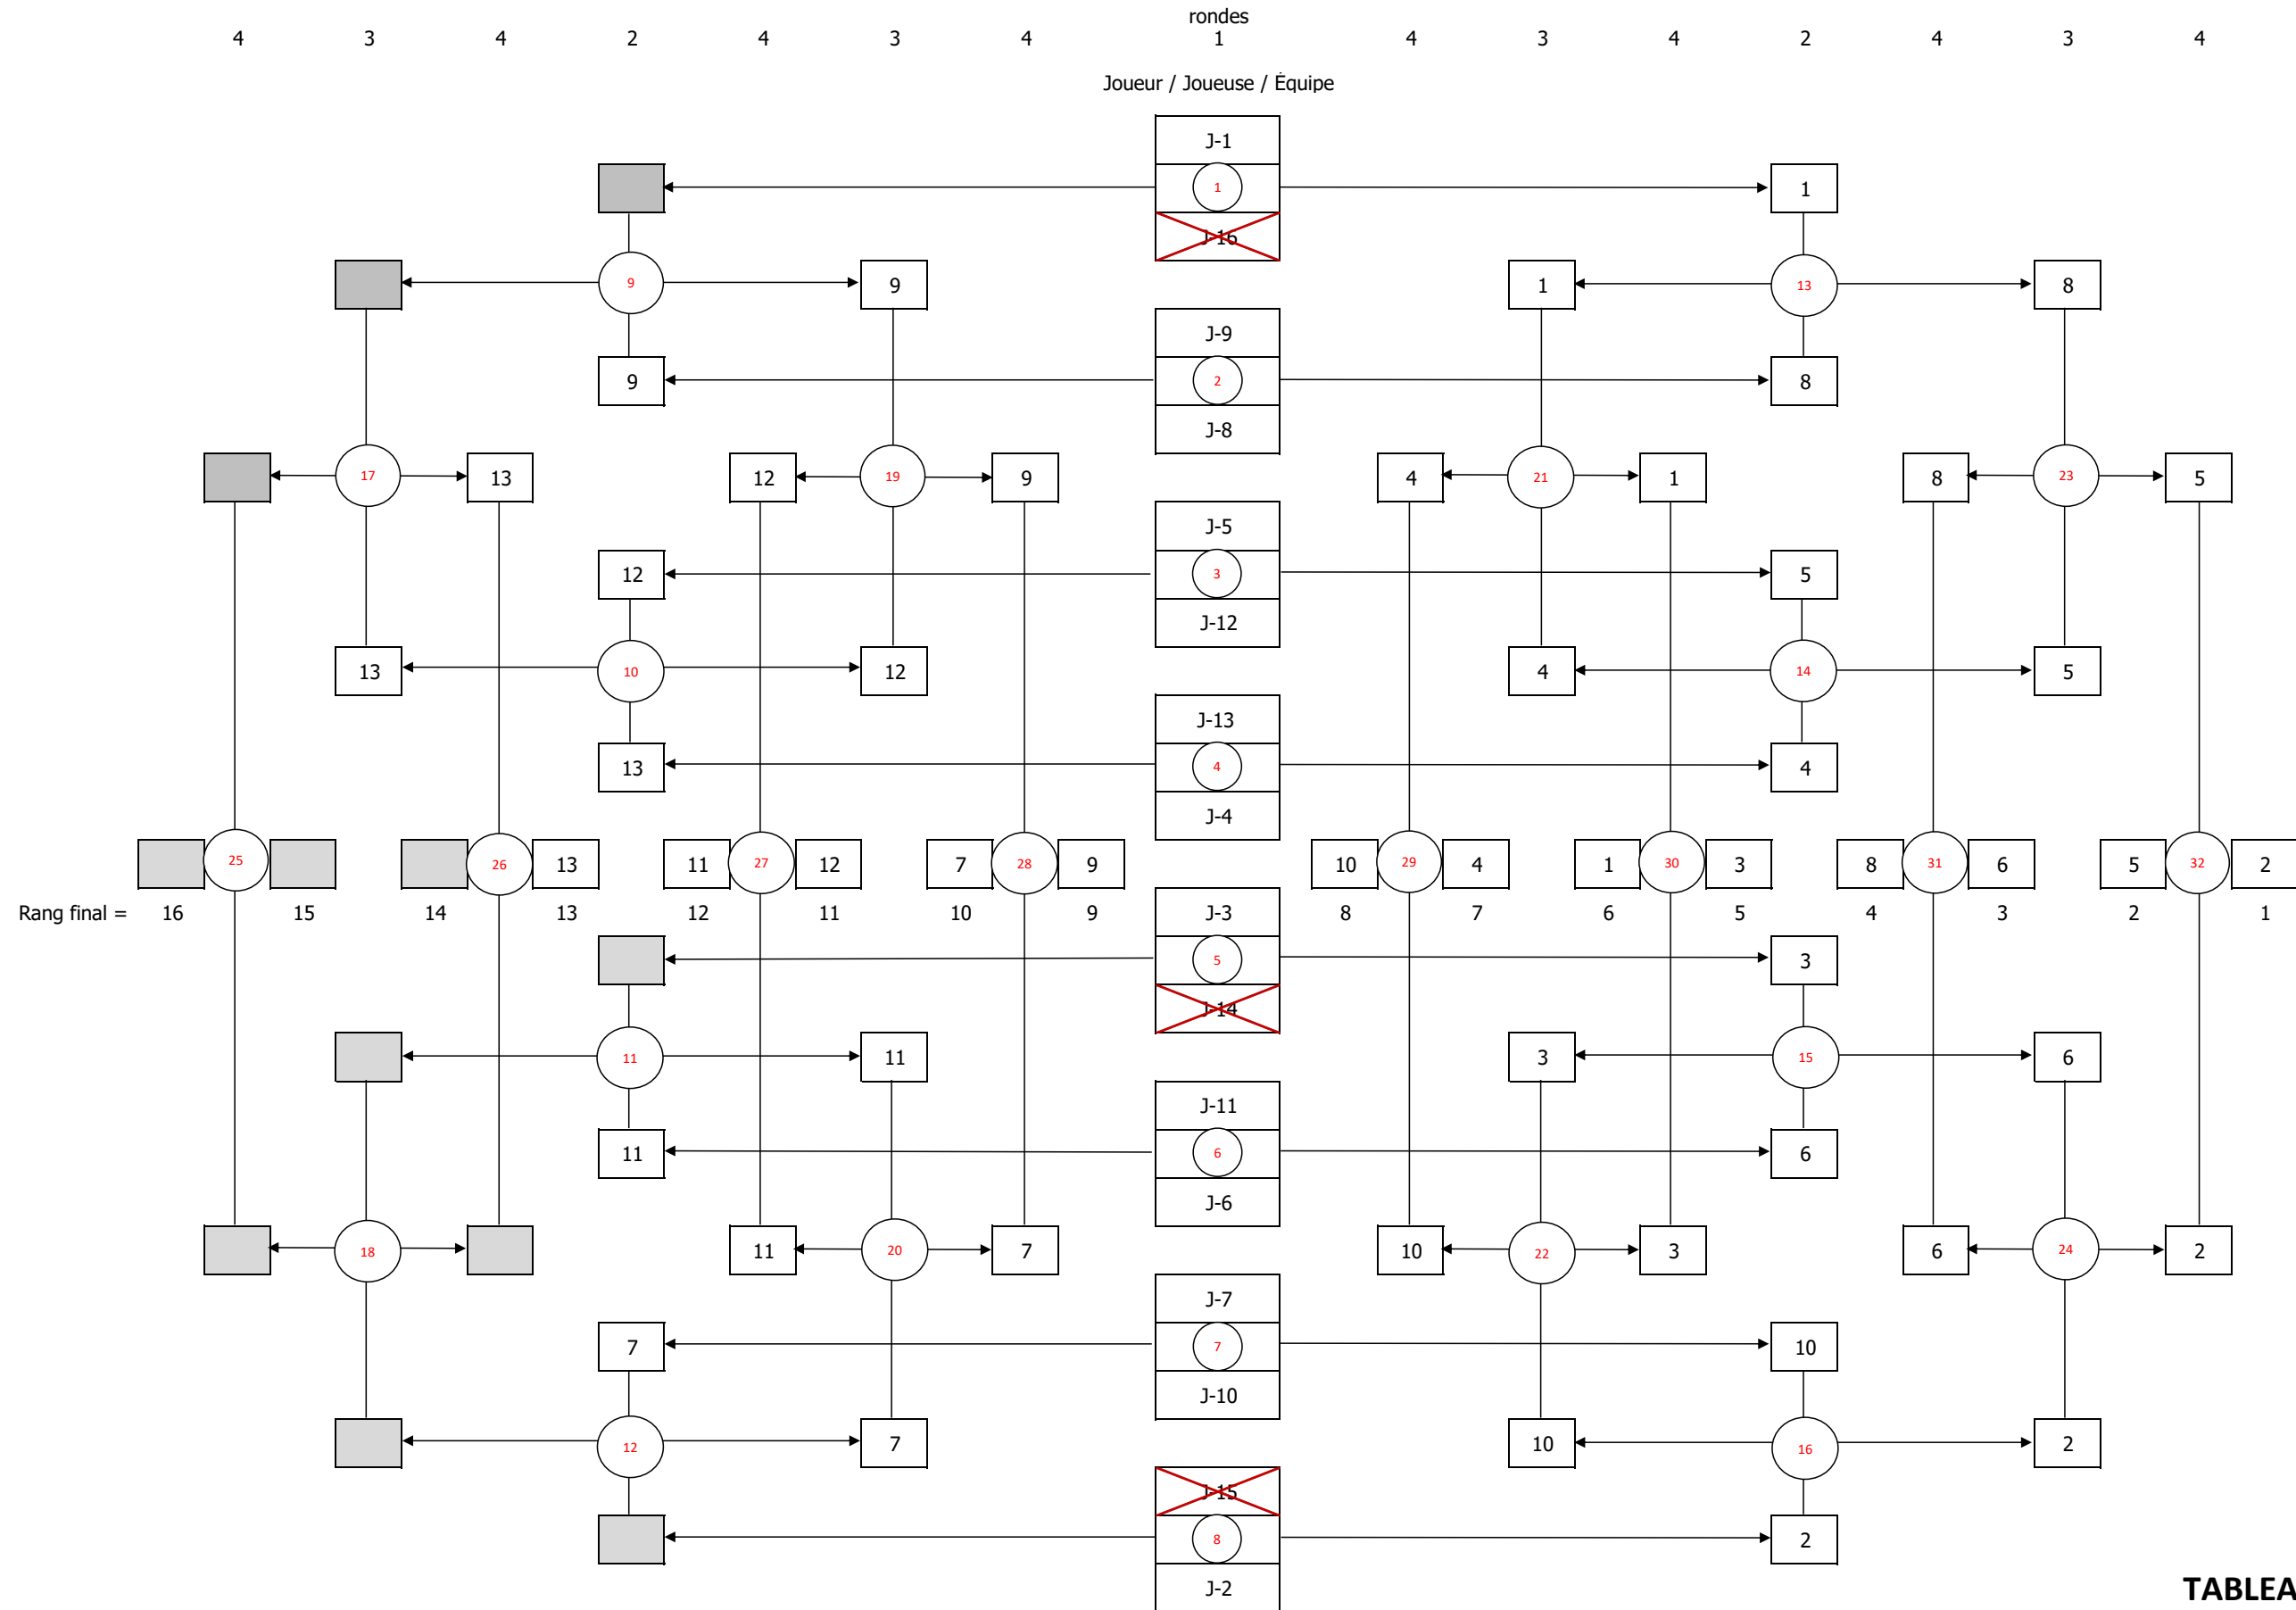 rondes
4 3 4 2 4 3 4 1 4 3 4 2 4 3 4
Joueur / Joueuse / Équipe
J-1
1 1
J-16
9 9 1 13 8
J-9
9 2 8
J-8
17 13 12 19 9 4 21 1 8 23 5
J-5
12 3 5
J-12
13 10 12 4 14 5
J-13
13 4 4
J-4
25 26 13 11 27 12 7 28 9 10 29 4 1 30 3 8 31 6 5 32 2
Rang final = 16 15 14 13 12 11 10 9 8 7 6 5 4 3 2 1
J-3
5 3
J-14
11 11 3 15 6
J-11
11 6 6
J-6
18 11 20 7 10 22 3 6 24 2
J-7
7 7 10
J-10
12 7 10 16 2
J-15
8 2
J-2
TABLEA